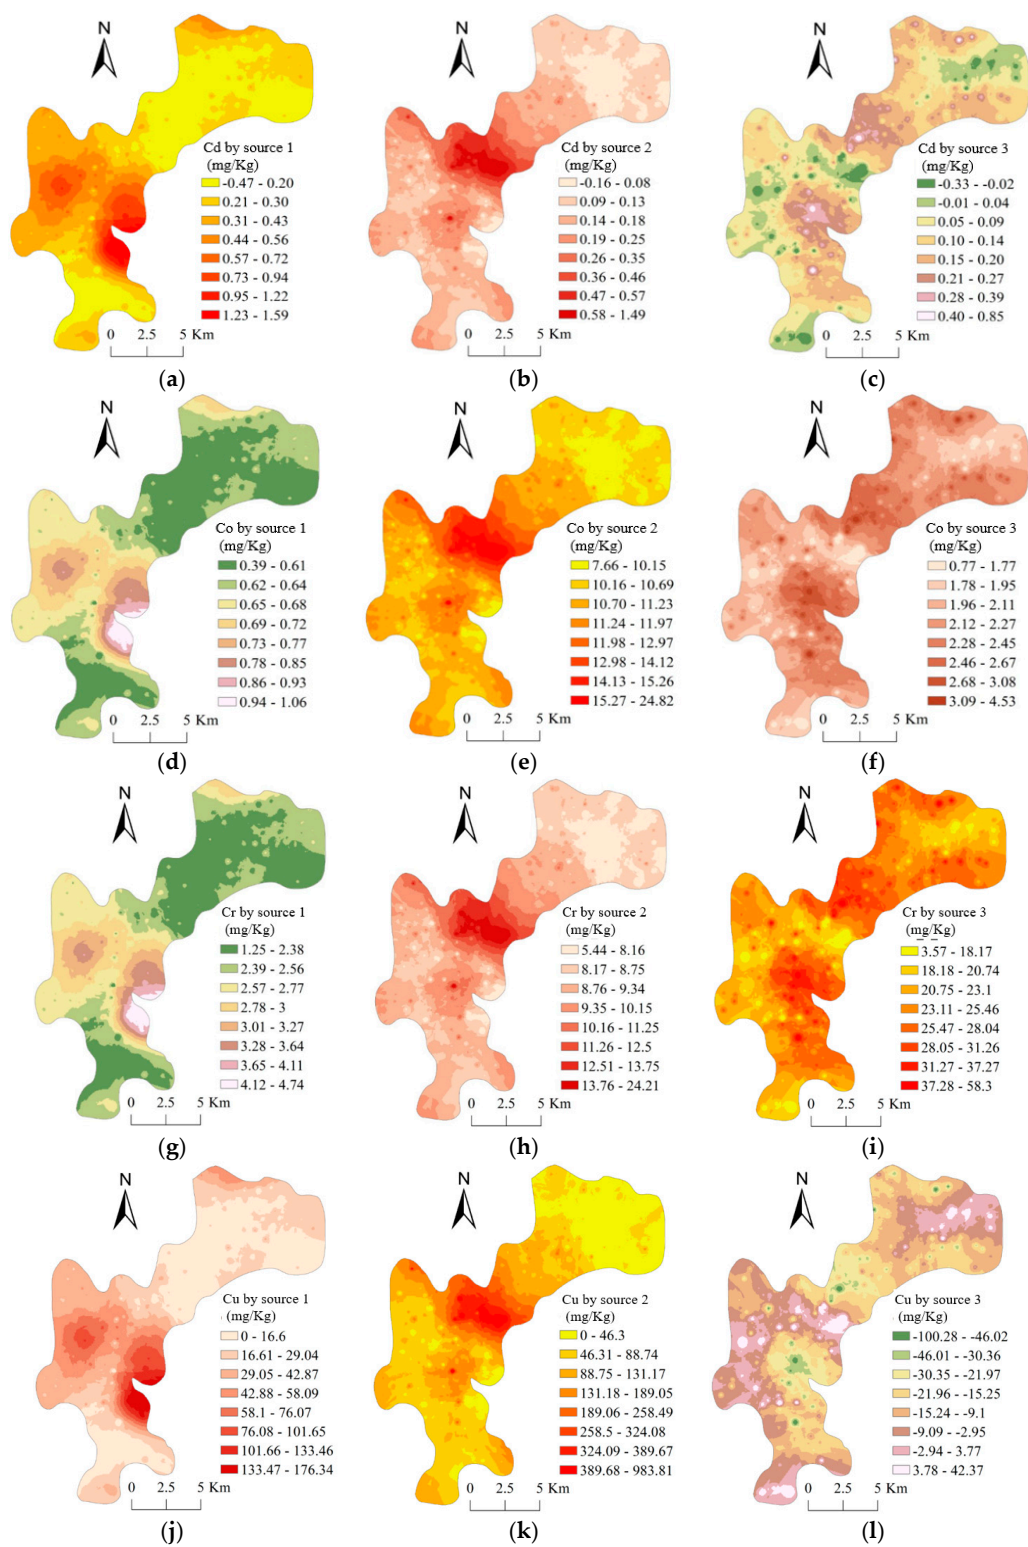 N
Cd by source 1
(mg/Kg)
-0.47 - 0.20
0.21 - 0.30
0.31 - 0.43
0.44 - 0.56
0.57 - 0.72
0.73 - 0.94
0.95 - 1.22
1.23 - 1.59
0 2.5 5 Km
(a)
N
Cd by source 2
(mg/Kg)
-0.16 - 0.08
0.09 - 0.13
0.14 - 0.18
0.19 - 0.25
0.26 - 0.35
0.36 - 0.46
0.47 - 0.57
0.58 - 1.49
0 2.5 5 Km
(b)
N
Cd by source 3
(mg/Kg)
-0.33 - -0.02
-0.01 - 0.04
0.05 - 0.09
0.10 - 0.14
0.15 - 0.20
0.21 - 0.27
0.28 - 0.39
0.40 - 0.85
0 2.5 5 Km
(c)
N
Co by source 1
(mg/Kg)
0.39 - 0.61
0.62 - 0.64
0.65 - 0.68
0.69 - 0.72
0.73 - 0.77
0.78 - 0.85
0.86 - 0.93
0.94 - 1.06
0 2.5 5 Km
(d)
N
Co by source 2
(mg/Kg)
7.66 - 10.15
10.16 - 10.69
10.70 - 11.23
11.24 - 11.97
11.98 - 12.97
12.98 - 14.12
14.13 - 15.26
15.27 - 24.82
0 2.5 5 Km
(e)
N
Co by source 3
(mg/Kg)
0.77 - 1.77
1.78 - 1.95
1.96 - 2.11
2.12 - 2.27
2.28 - 2.45
2.46 - 2.67
2.68 - 3.08
3.09 - 4.53
0 2.5 5 Km
(f)
N
Cr by source 1
(mg/Kg)
1.25 - 2.38
2.39 - 2.56
2.57 - 2.77
2.78 - 3
3.01 - 3.27
3.28 - 3.64
3.65 - 4.11
4.12 - 4.74
0 2.5 5 Km
(g)
N
Cr by source 2
(mg/Kg)
5.44 - 8.16
8.17 - 8.75
8.76 - 9.34
9.35 - 10.15
10.16 - 11.25
11.26 - 12.5
12.51 - 13.75
13.76 - 24.21
0 2.5 5 Km
(h)
N
Cr by source 3
(mg/Kg)
3.57 - 18.17
18.18 - 20.74
20.75 - 23.1
23.11 - 25.46
25.47 - 28.04
28.05 - 31.26
31.27 - 37.27
37.28 - 58.3
0 2.5 5 Km
(i)
N
Cu by source 1
(mg/Kg)
0 - 16.6
16.61 - 29.04
29.05 - 42.87
42.88 - 58.09
58.1 - 76.07
76.08 - 101.65
101.66 - 133.46
133.47 - 176.34
0 2.5 5 Km
(j)
N
Cu by source 2
(mg/Kg)
0 - 46.3
46.31 - 88.74
88.75 - 131.17
131.18 - 189.05
189.06 - 258.49
258.5 - 324.08
324.09 - 389.67
389.68 - 983.81
0 2.5 5 Km
(k)
N
Cu by source 3
(mg/Kg)
-100.28 - -46.02
-46.01 - -30.36
-30.35 - -21.97
-21.96 - -15.25
-15.24 - -9.1
-9.09 - -2.95
-2.94 - 3.77
3.78 - 42.37
0 2.5 5 Km
(l)